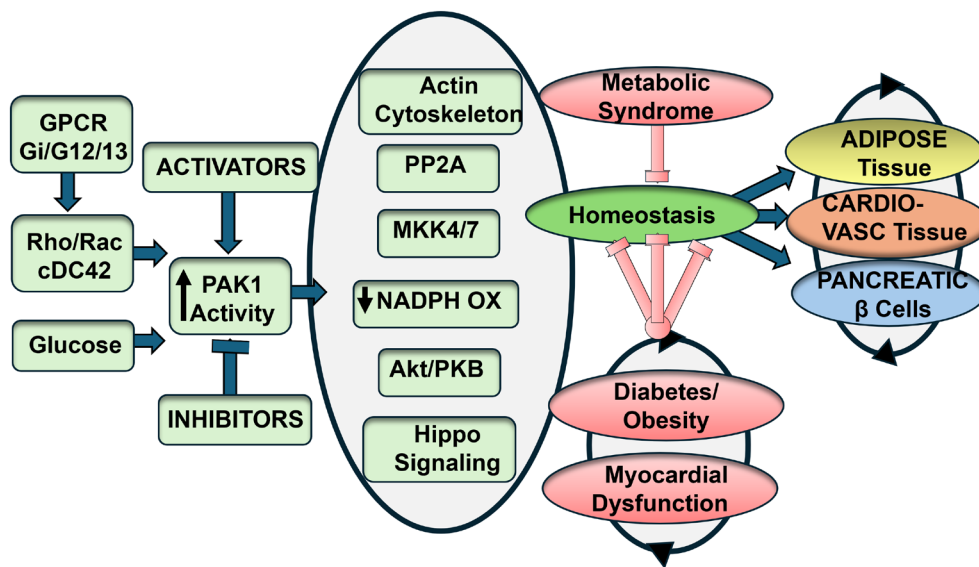 GPCR
Gi/G12/13
Rho/Rac
cDC42
Glucose
ACTIVATORS
PAK1
Activity
INHIBITORS
Actin
Cytoskeleton
PP2A
MKK4/7
NADPH OX
Akt/PKB
Hippo
Signaling
Metabolic
Syndrome
Homeostasis
Diabetes/
Obesity
Myocardial
Dysfunction
ADIPOSE
Tissue
CARDIO-
VASC Tissue
PANCREATIC
β Cells